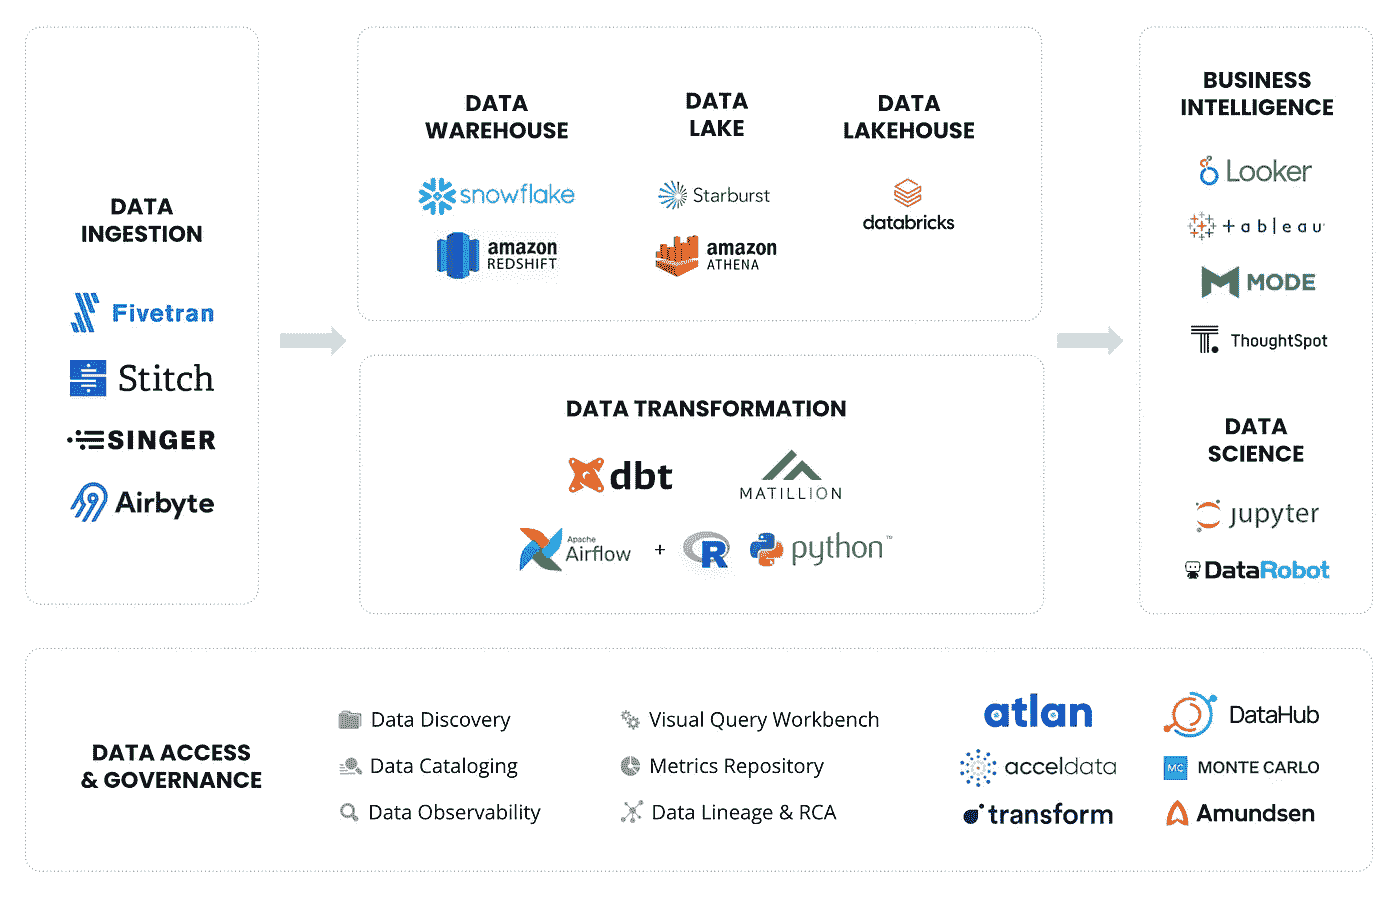 DATA
INGESTION
Fivetran
Stitch
SINGER
Airbyte
DATA
WAREHOUSE
snowflake
amazon
REDSHIFT
DATA
LAKE
Starburst
amazon
ATHENA
DATA
LAKEHOUSE
databricks
DATA TRANSFORMATION
dbt
MATILLION
Apache
Airflow
+
R
python™
BUSINESS
INTELLIGENCE
Looker
+ableau
MODE
T.
ThoughtSpot
DATA
SCIENCE
jupyter
DataRobot
DATA ACCESS
& GOVERNANCE
Data Discovery
Data Cataloging
Data Observability
Visual Query Workbench
Metrics Repository
Data Lineage & RCA
atlan
acceldata
transform
DataHub
MC
MONTE CARLO
Amundsen